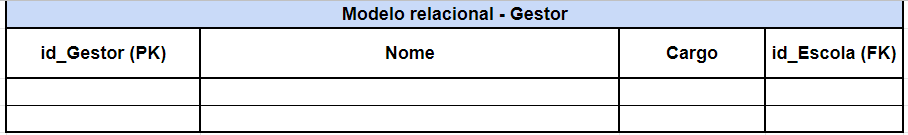 Modelo relacional - Gestor
id_Gestor (PK) Nome Cargo id_Escola (FK)